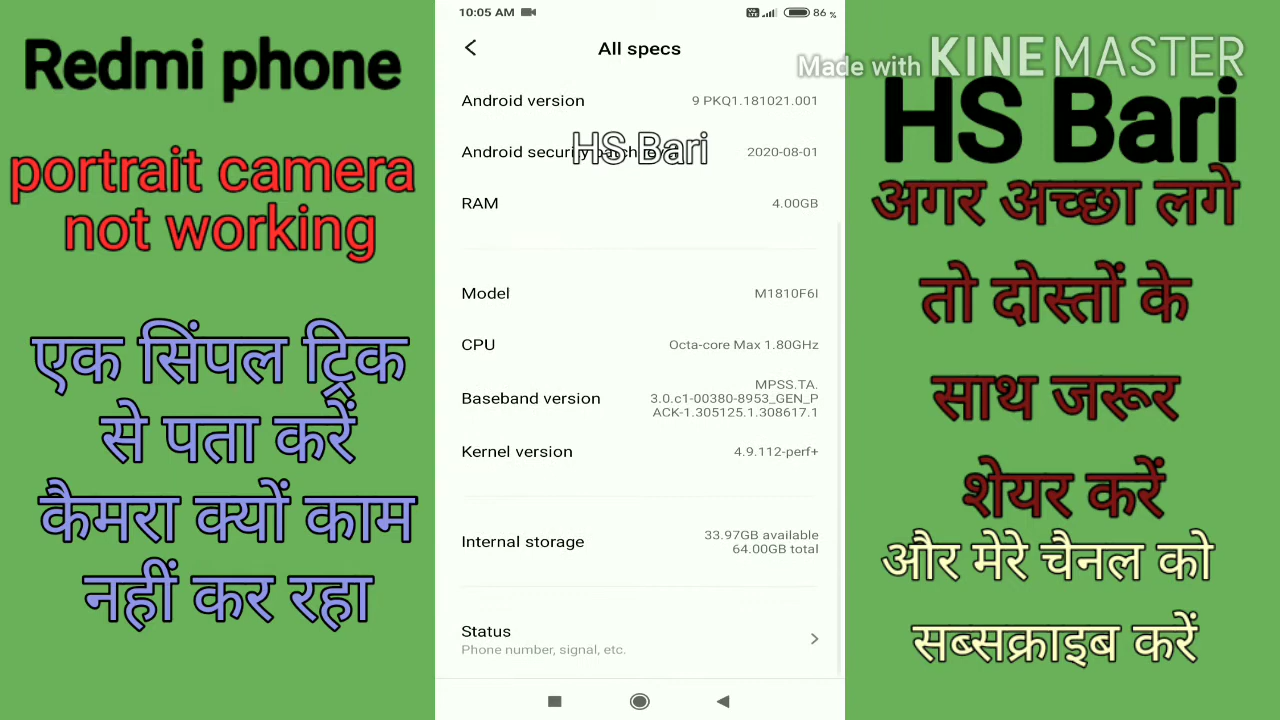 Redmi phone
portrait camera
not working
एक सिंपल ट्रिक
से पता करें
कैमरा क्यों काम
नहीं कर रहा
10:05 AM
86 %
All specs
Android version 9 PKQ1.181021.001
HS Bari
Android security patch 2020-08-01
RAM 4.00GB
Model M1810F6I
CPU Octa-core Max 1.80GHz
Baseband version
MPSS.TA.
3.0.c1-00380-8953_GEN_P
ACK-1.305125.1.308617.1
Kernel version 4.9.112-perf+
Internal storage
33.97GB available
64.00GB total
Status
Phone number, signal, etc.
Made with KINEMASTER
HS Bari
अगर अच्छा लगे
तो दोस्तों के
साथ जरूर
शेयर करें
और मेरे चैनल को
सब्सक्राइब करें